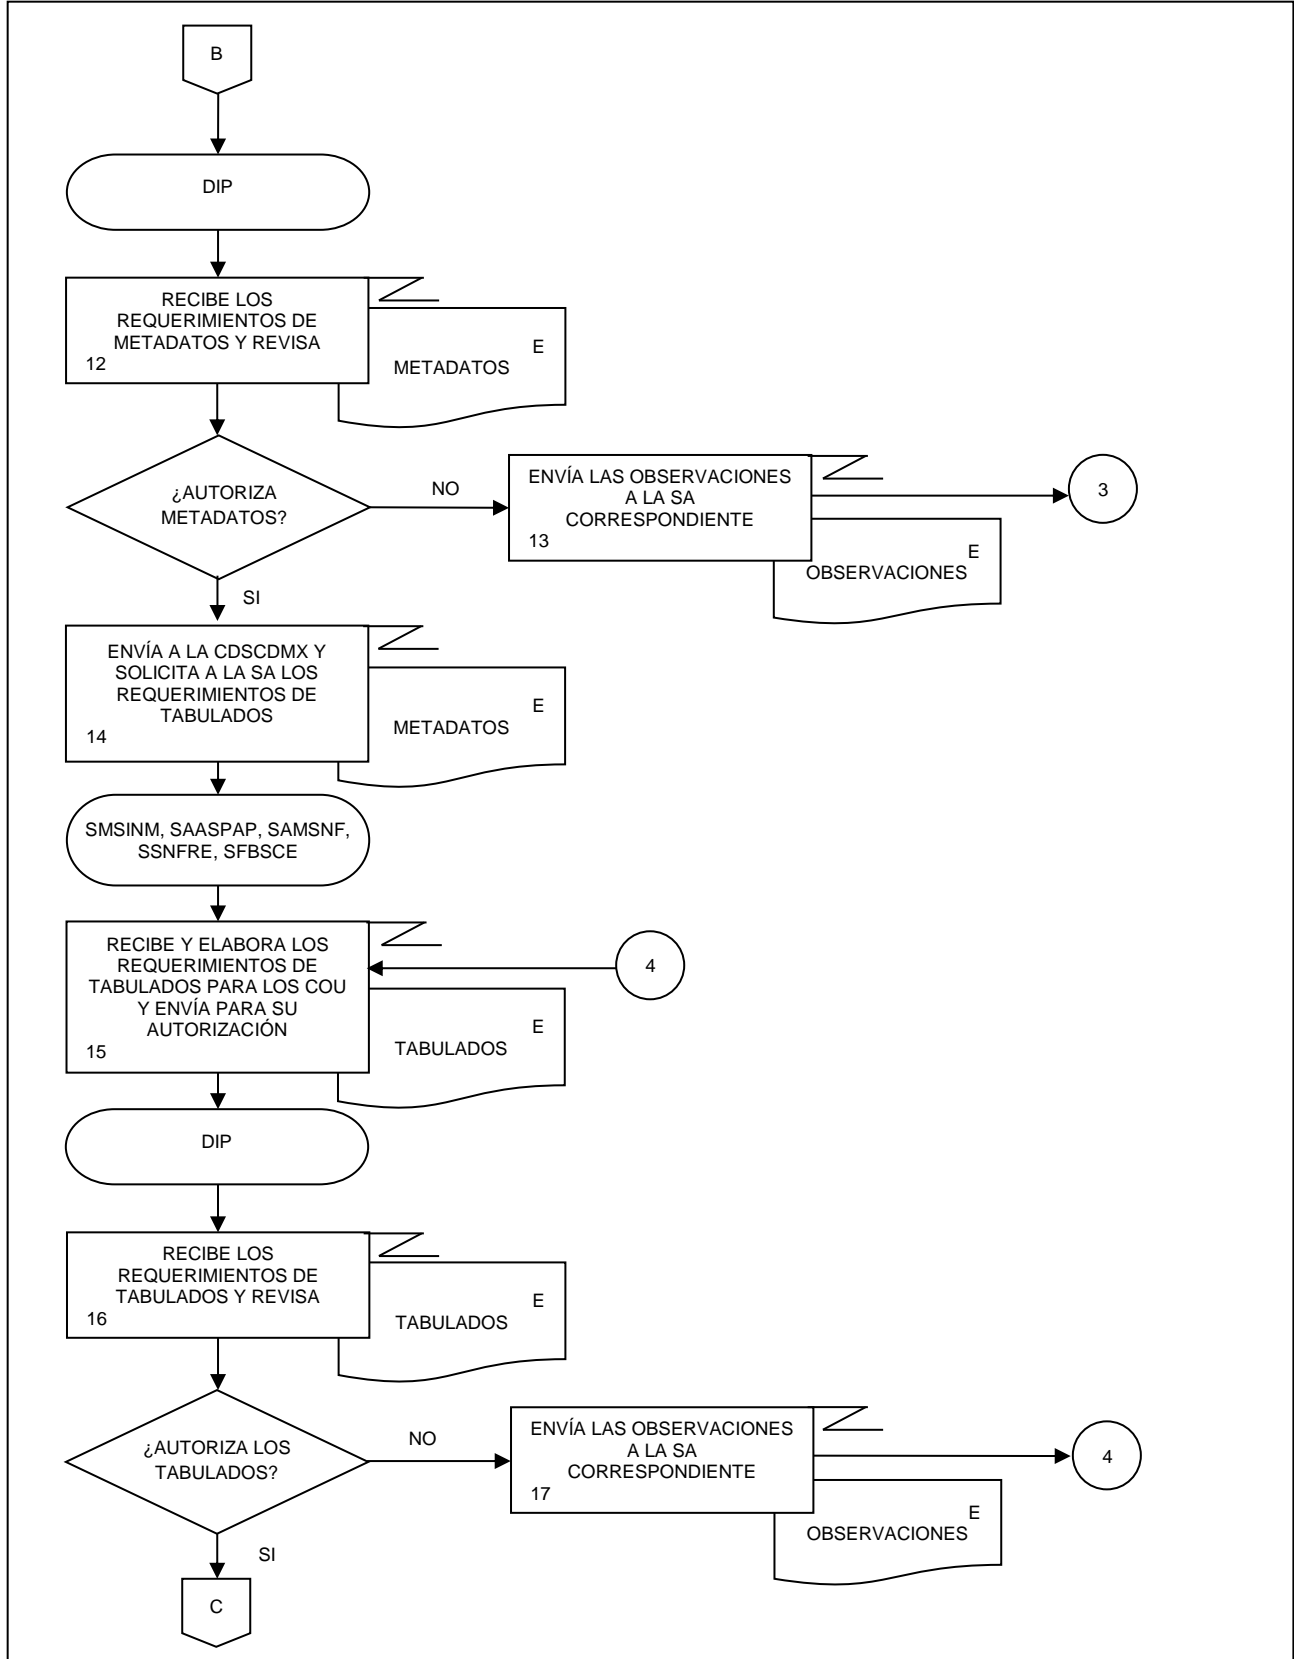 B
DIP
RECIBE LOS
REQUERIMIENTOS DE
METADATOS Y REVISA
12
E
METADATOS
¿AUTORIZA
METADATOS?
NO
ENVÍA LAS OBSERVACIONES
A LA SA
CORRESPONDIENTE
13
3
E
OBSERVACIONES
SI
ENVÍA A LA CDSCDMX Y
SOLICITA A LA SA LOS
REQUERIMIENTOS DE
TABULADOS
14
E
METADATOS
SMSINM, SAASPAP, SAMSNF,
SSNFRE, SFBSCE
RECIBE Y ELABORA LOS
REQUERIMIENTOS DE
TABULADOS PARA LOS COU
Y ENVÍA PARA SU
AUTORIZACIÓN
15
4
E
TABULADOS
DIP
RECIBE LOS
REQUERIMIENTOS DE
TABULADOS Y REVISA
16
E
TABULADOS
¿AUTORIZA LOS
TABULADOS?
NO
ENVÍA LAS OBSERVACIONES
A LA SA
CORRESPONDIENTE
17
4
E
OBSERVACIONES
SI
C